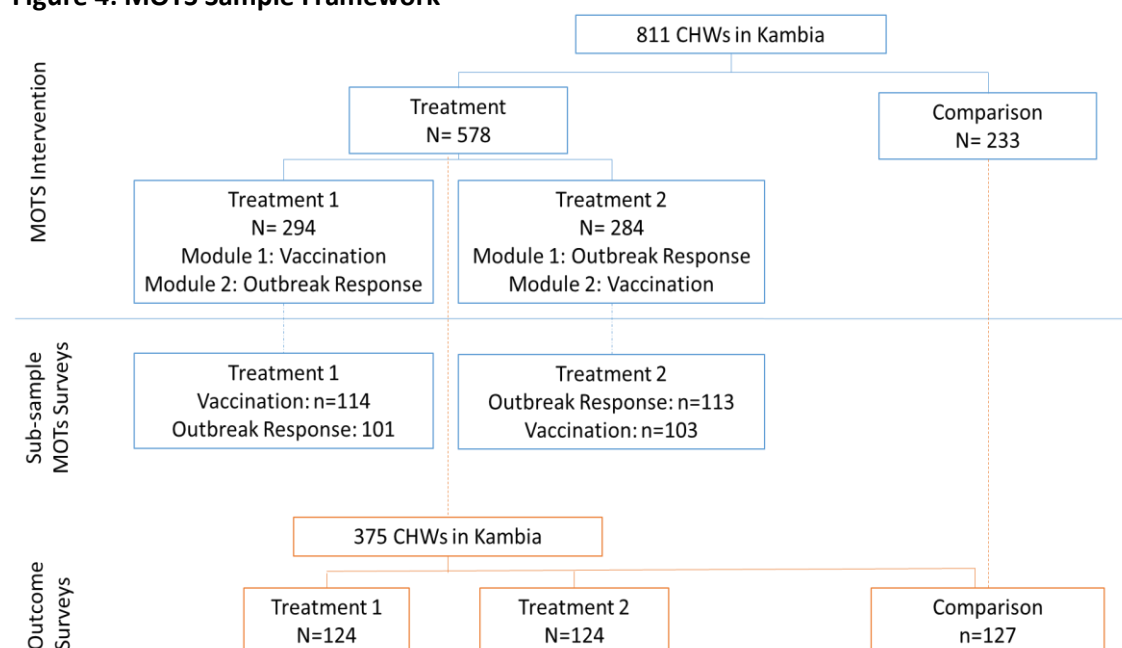 Figure 4: MOTS Sample Framework
811 CHWs in Kambia
MOTS Intervention
Treatment
N= 578
Comparison
N= 233
Treatment 1
N= 294
Module 1: Vaccination
Module 2: Outbreak Response
Treatment 2
N= 284
Module 1: Outbreak Response
Module 2: Vaccination
Sub-sample
MOTs Surveys
Treatment 1
Vaccination: n=114
Outbreak Response: 101
Treatment 2
Outbreak Response: n=113
Vaccination: n=103
375 CHWs in Kambia
Outcome
Surveys
Treatment 1
N=124
Treatment 2
N=124
Comparison
n=127